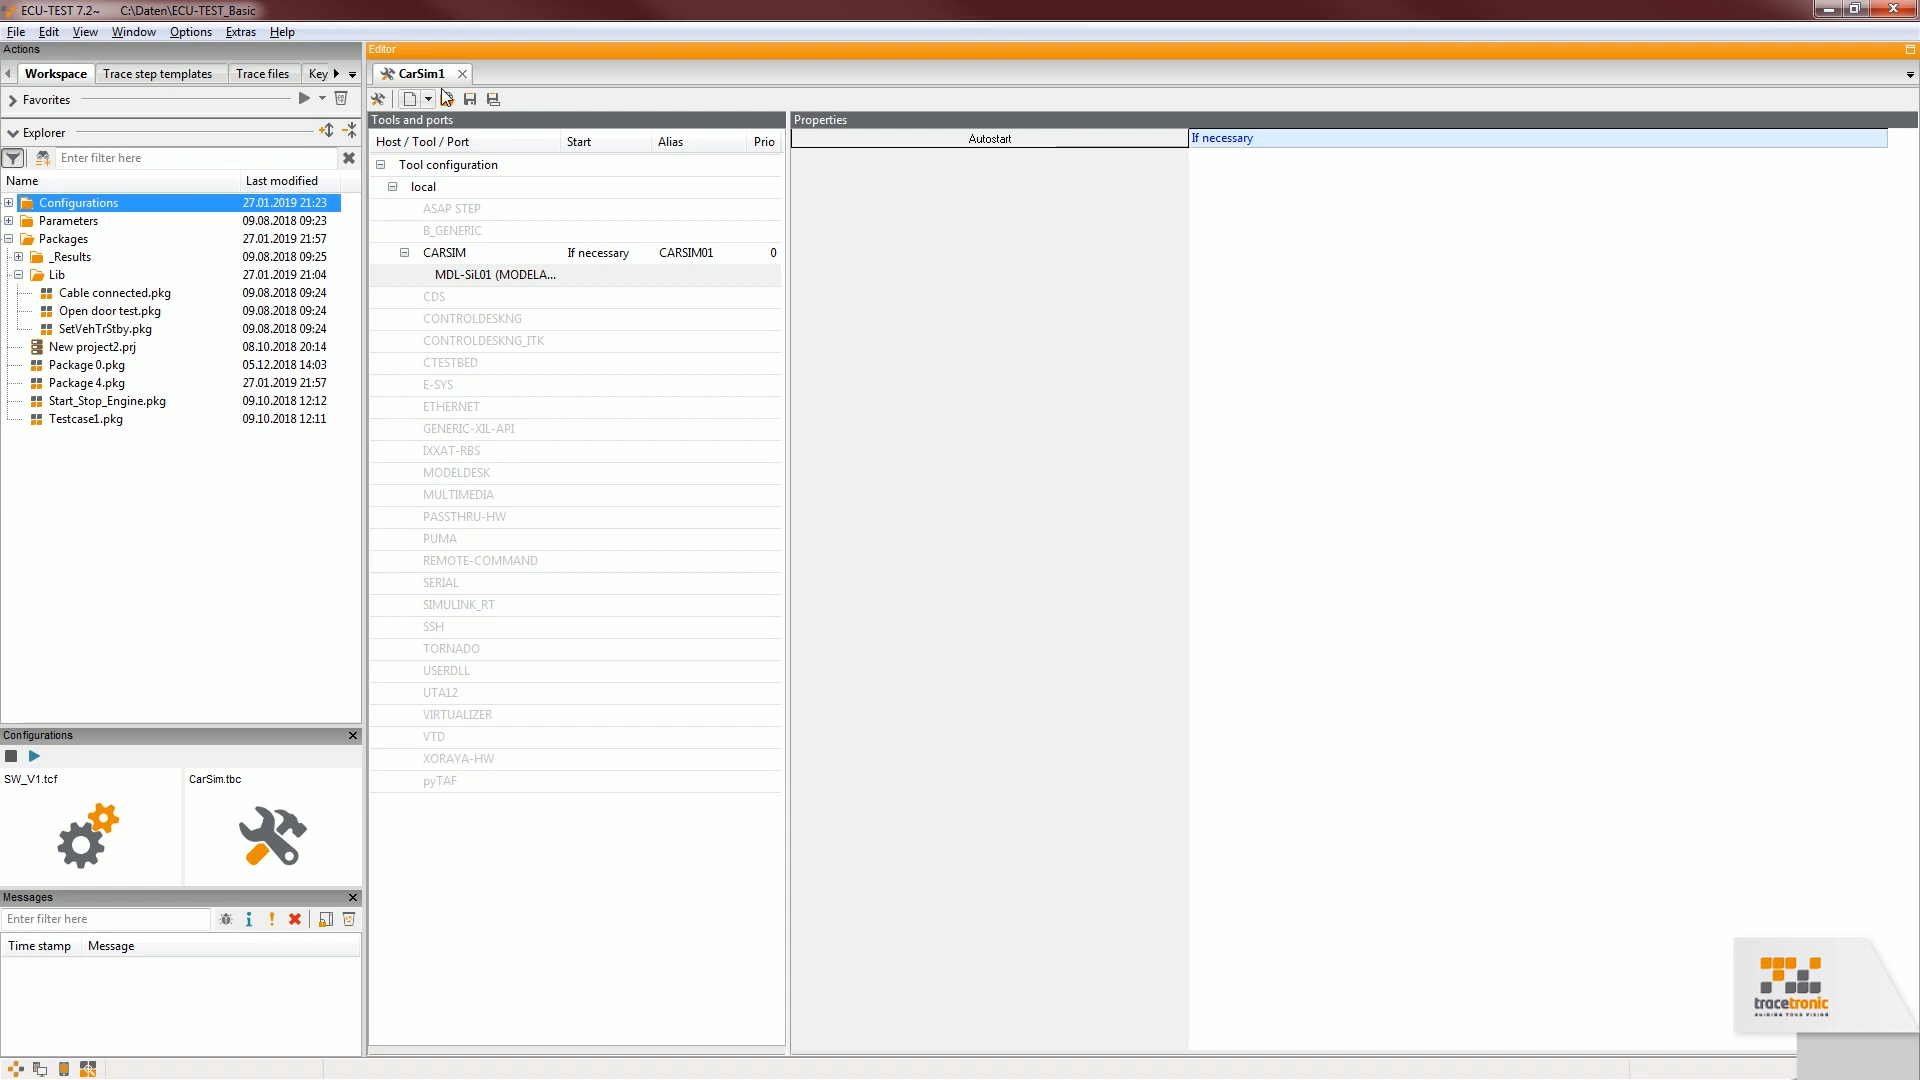 ECU-TEST 7.2~ C:\Daten\ECU-TEST_Basic
File Edit View Window Options Extras Help
Actions
Workspace Trace step templates Trace files Key
Favorites
Explorer
Enter filter here
Name Last modified
Configurations 27.01.2019 21:23
Parameters 09.08.2018 09:23
Packages 27.01.2019 21:57
_Results 09.08.2018 09:25
Lib 27.01.2019 21:04
Cable connected.pkg 09.08.2018 09:24
Open door test.pkg 09.08.2018 09:24
SetVehTrStby.pkg 09.08.2018 09:24
New project2.prj 08.10.2018 20:14
Package 0.pkg 05.12.2018 14:03
Package 4.pkg 27.01.2019 21:57
Start_Stop_Engine.pkg 09.10.2018 12:12
Testcase1.pkg 09.10.2018 12:11
Configurations
SW_V1.tcf CarSim.tbc
Messages
Enter filter here
Time stamp Message
Editor
CarSim1
Tools and ports
Host / Tool / Port Start Alias Prio
Tool configuration
local
ASAP STEP
B_GENERIC
CARSIM If necessary CARSIM01 0
MDL-SiL01 (MODELA...
CDS
CONTROLDESKNG
CONTROLDESKNG_ITK
CTESTBED
E-SYS
ETHERNET
GENERIC-XIL-API
IXXAT-RBS
MODELDESK
MULTIMEDIA
PASSTHRU-HW
PUMA
REMOTE-COMMAND
SERIAL
SIMULINK_RT
SSH
TORNADO
USERDLL
UTA12
VIRTUALIZER
VTD
XORAYA-HW
pyTAF
Properties
Autostart If necessary
tracetronic
GUIDING YOUR VISION